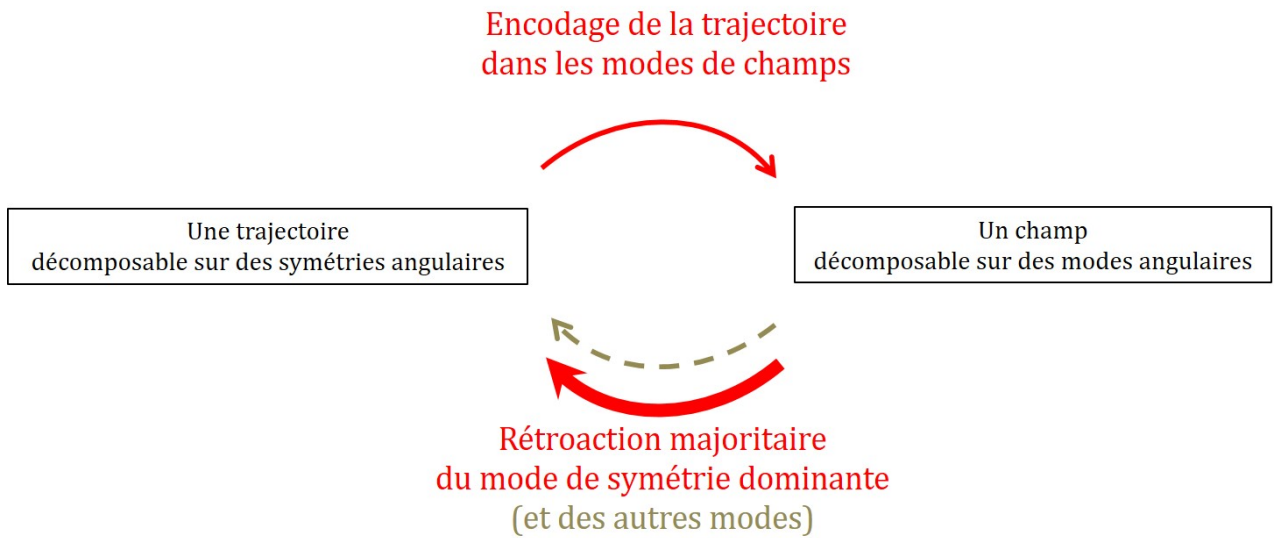 Encodage de la trajectoire
dans les modes de champs
Une trajectoire
décomposable sur des symétries angulaires
Un champ
décomposable sur des modes angulaires
Rétroaction majoritaire
du mode de symétrie dominante
(et des autres modes)